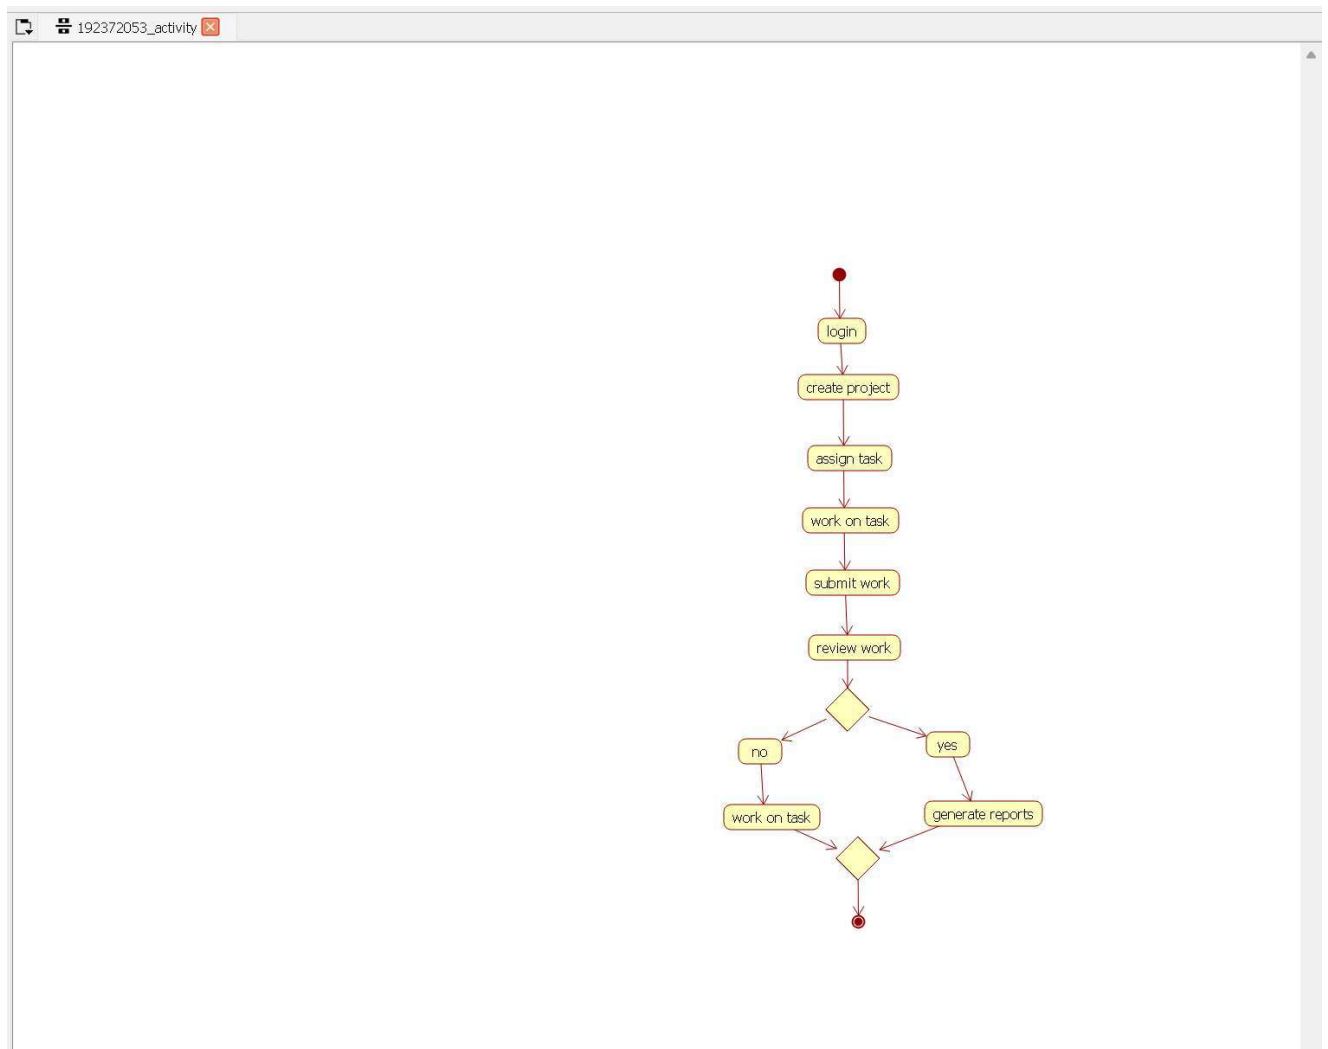 192372053_activity
login
create project
assign task
work on task
submit work
review work
no
yes
work on task
generate reports